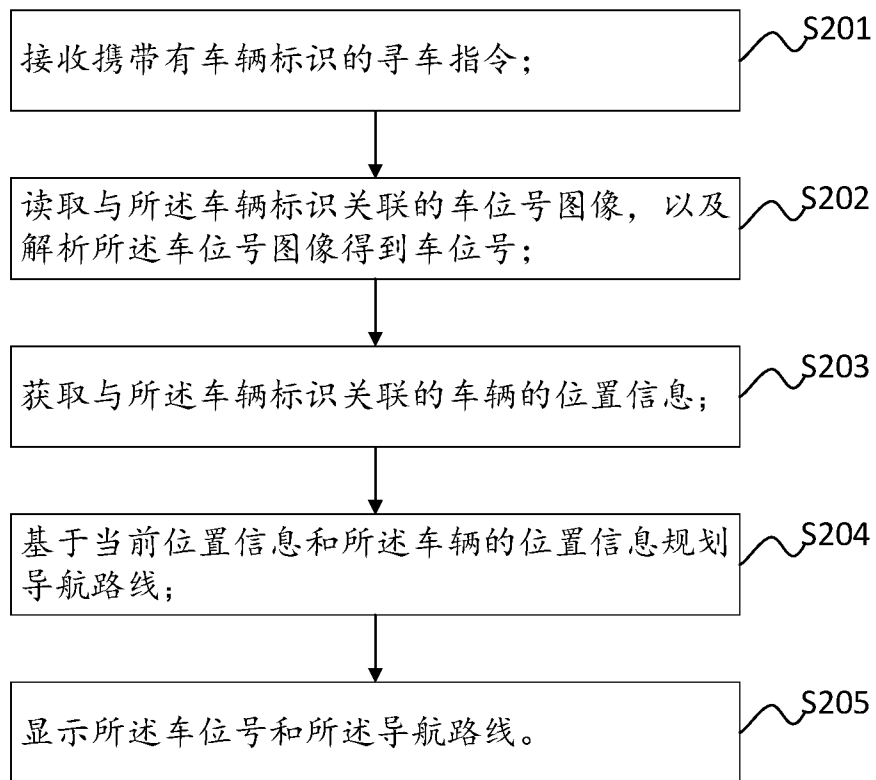 接收携带有车辆标识的寻车指令；
S201
读取与所述车辆标识关联的车位号图像，以及
解析所述车位号图像得到车位号；
S202
获取与所述车辆标识关联的车辆的位置信息；
S203
基于当前位置信息和所述车辆的位置信息规划
导航路线；
S204
显示所述车位号和所述导航路线。
S205